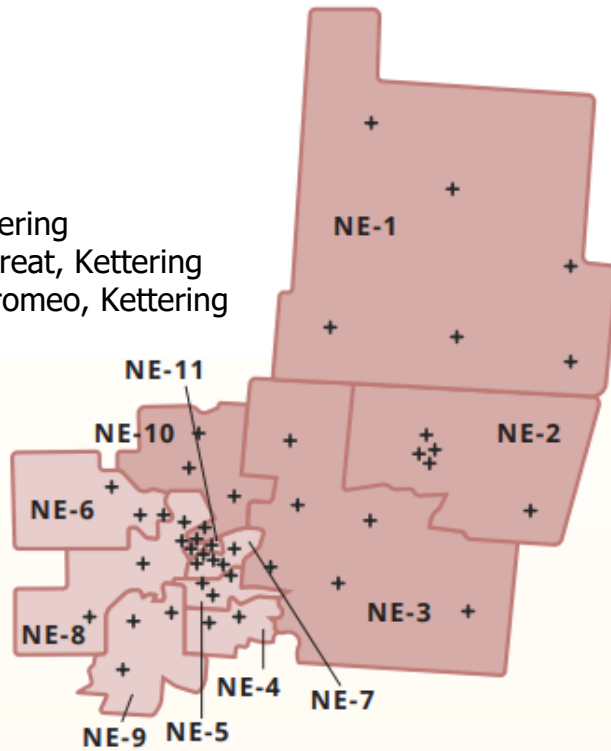 ering
reat, Kettering
romeo, Kettering
NE-1
NE-11
NE-10
NE-2
NE-6
NE-3
NE-8
NE-4
NE-7
NE-9
NE-5